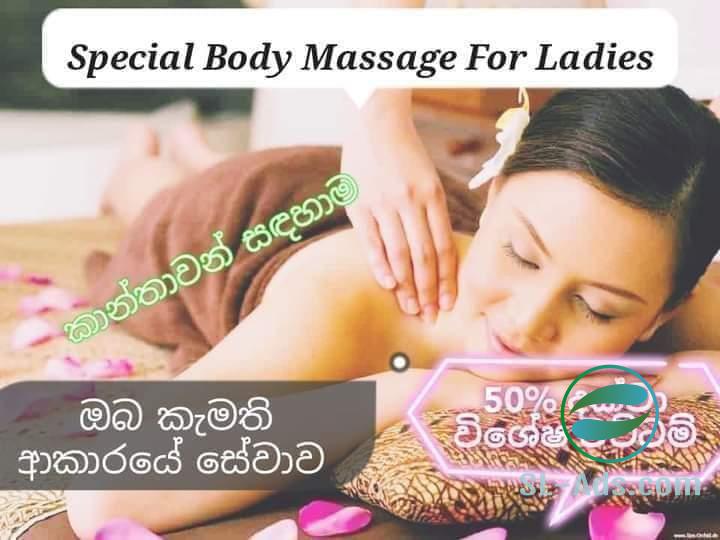 Special Body Massage For Ladies
කාන්තාවන් සඳහාම
ඔබ කැමති
ආකාරයේ සේවාව
50%
විශේෂ
SL-Ads.com